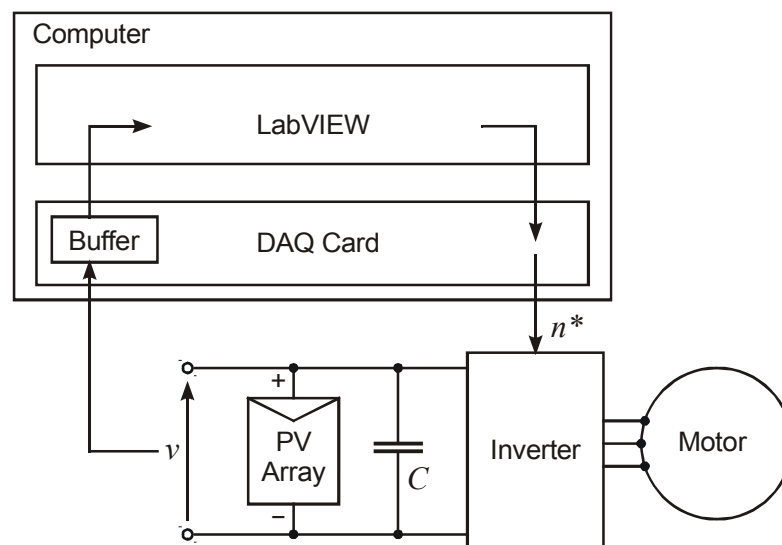 Computer
LabVIEW
Buffer
DAQ Card
n*
+
PV
Array
−
v
C
Inverter
Motor